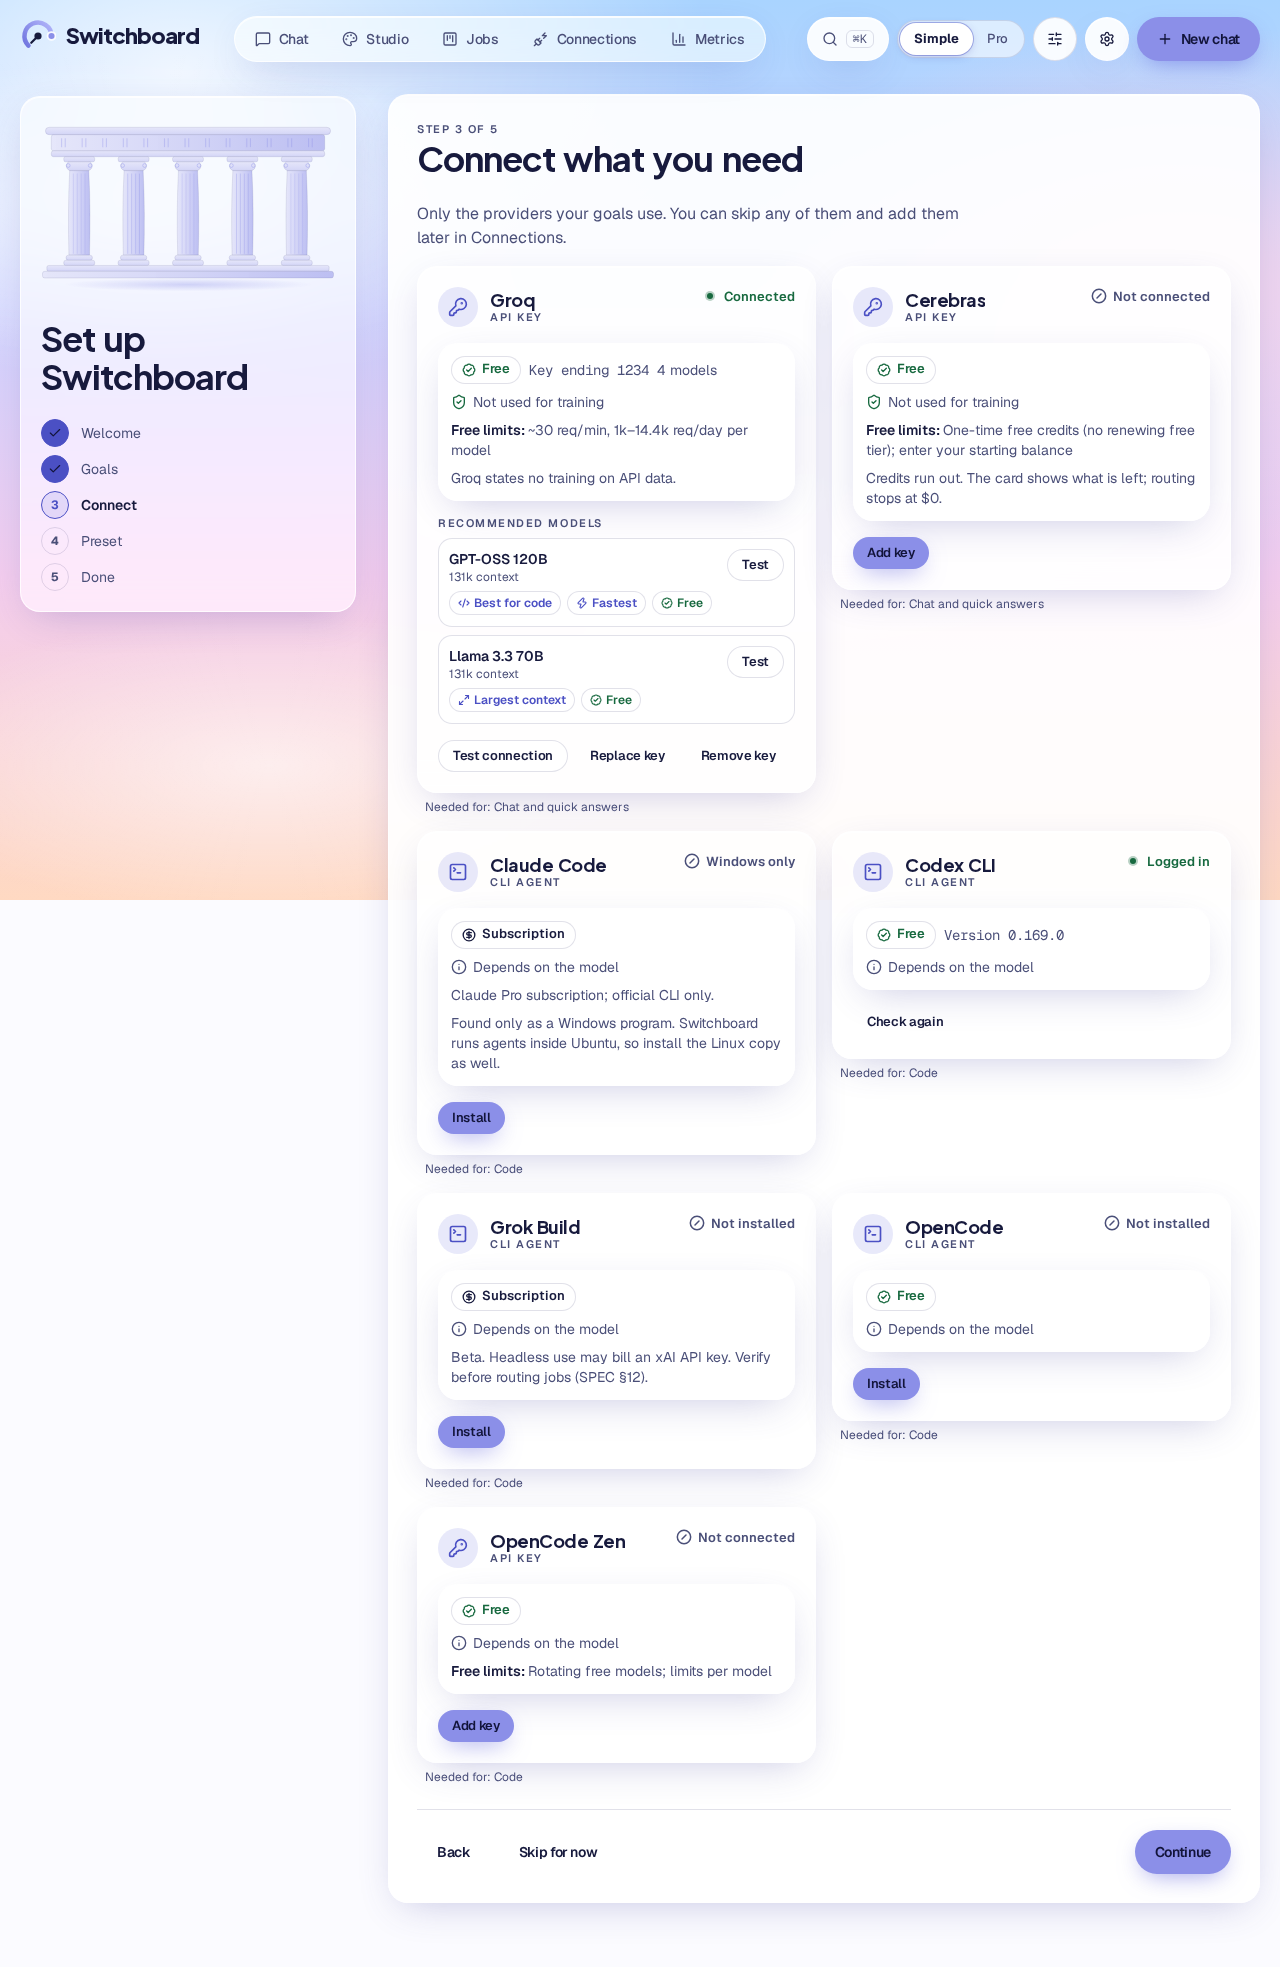 Switchboard
Chat
Studio
Jobs
Connections
Metrics
⌘K
Simple
Pro
New chat
Set up
Switchboard
Welcome
Goals
3 Connect
4 Preset
5 Done
STEP 3 OF 5
Connect what you need
Only the providers your goals use. You can skip any of them and add them
later in Connections.
Groq
API KEY
Connected
Free Key ending 1234 4 models
Not used for training
Free limits: ~30 req/min, 1k–14.4k req/day per
model
Groq states no training on API data.
RECOMMENDED MODELS
GPT-OSS 120B
131k context
Best for code Fastest Free
Test
Llama 3.3 70B
131k context
Largest context Free
Test
Test connection Replace key Remove key
Needed for: Chat and quick answers
Cerebras
API KEY
Not connected
Free
Not used for training
Free limits: One-time free credits (no renewing free
tier); enter your starting balance
Credits run out. The card shows what is left; routing
stops at $0.
Add key
Needed for: Chat and quick answers
Claude Code
CLI AGENT
Windows only
Subscription
Depends on the model
Claude Pro subscription; official CLI only.
Found only as a Windows program. Switchboard
runs agents inside Ubuntu, so install the Linux copy
as well.
Install
Needed for: Code
Codex CLI
CLI AGENT
Logged in
Free Version 0.169.0
Depends on the model
Check again
Needed for: Code
Grok Build
CLI AGENT
Not installed
Subscription
Depends on the model
Beta. Headless use may bill an xAI API key. Verify
before routing jobs (SPEC §12).
Install
Needed for: Code
OpenCode
CLI AGENT
Not installed
Free
Depends on the model
Install
Needed for: Code
OpenCode Zen
API KEY
Not connected
Free
Depends on the model
Free limits: Rotating free models; limits per model
Add key
Needed for: Code
Back
Skip for now
Continue